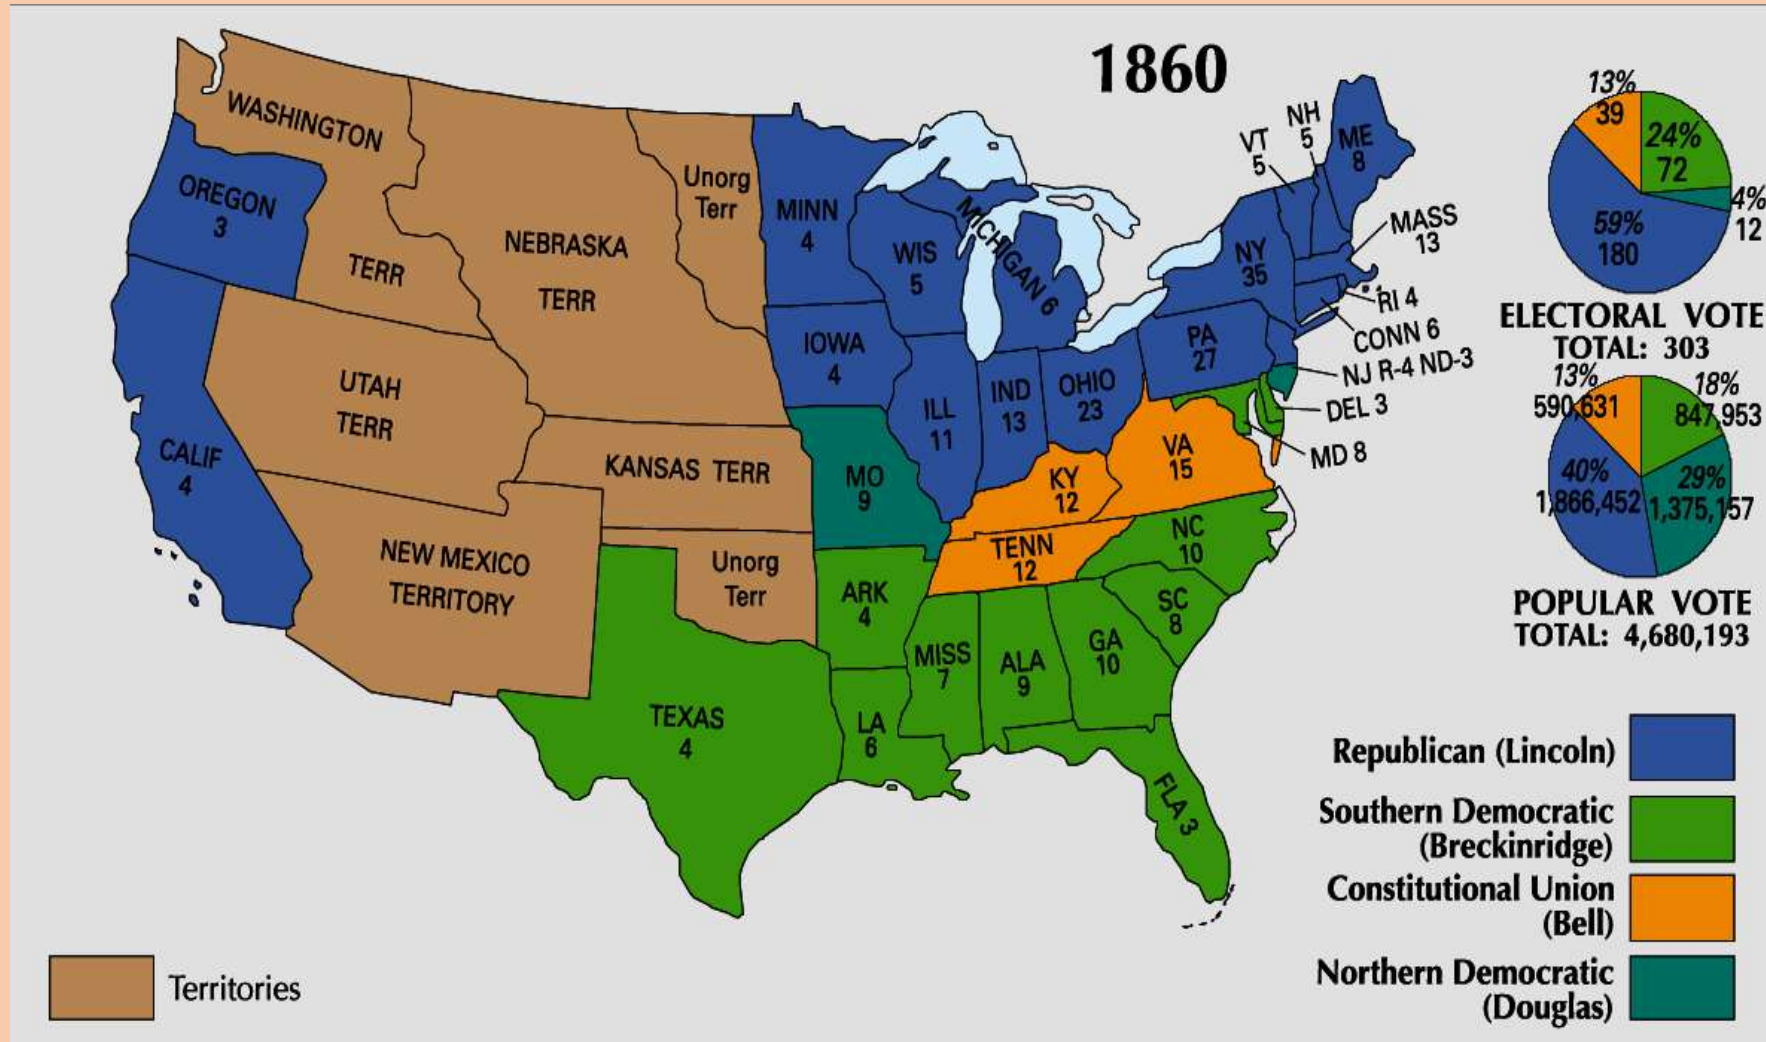 1860
WASHINGTON
TERR
OREGON
3
CALIF
4
NEBRASKA
TERR
Unorg
Terr
UTAH
TERR
KANSAS TERR
NEW MEXICO
TERRITORY
Unorg
Terr
TEXAS
4
MINN
4
IOWA
4
MO
9
ARK
4
LA
6
WIS
5
MICHIGAN 6
ILL
11
IND
13
OHIO
23
KY
12
TENN
12
MISS
7
ALA
9
GA
10
FLA 3
SC
8
NC
10
VA
15
PA
27
NY
35
VT
5
NH
5
ME
8
MASS
13
RI 4
CONN 6
NJ R-4 ND-3
DEL 3
MD 8
13%
39
24%
72
4%
12
59%
180
ELECTORAL VOTE
TOTAL: 303
13%
590,631
18%
847,953
40%
1,866,452
29%
1,375,157
POPULAR VOTE
TOTAL: 4,680,193
Republican (Lincoln)
Southern Democratic
(Breckinridge)
Constitutional Union
(Bell)
Northern Democratic
(Douglas)
Territories